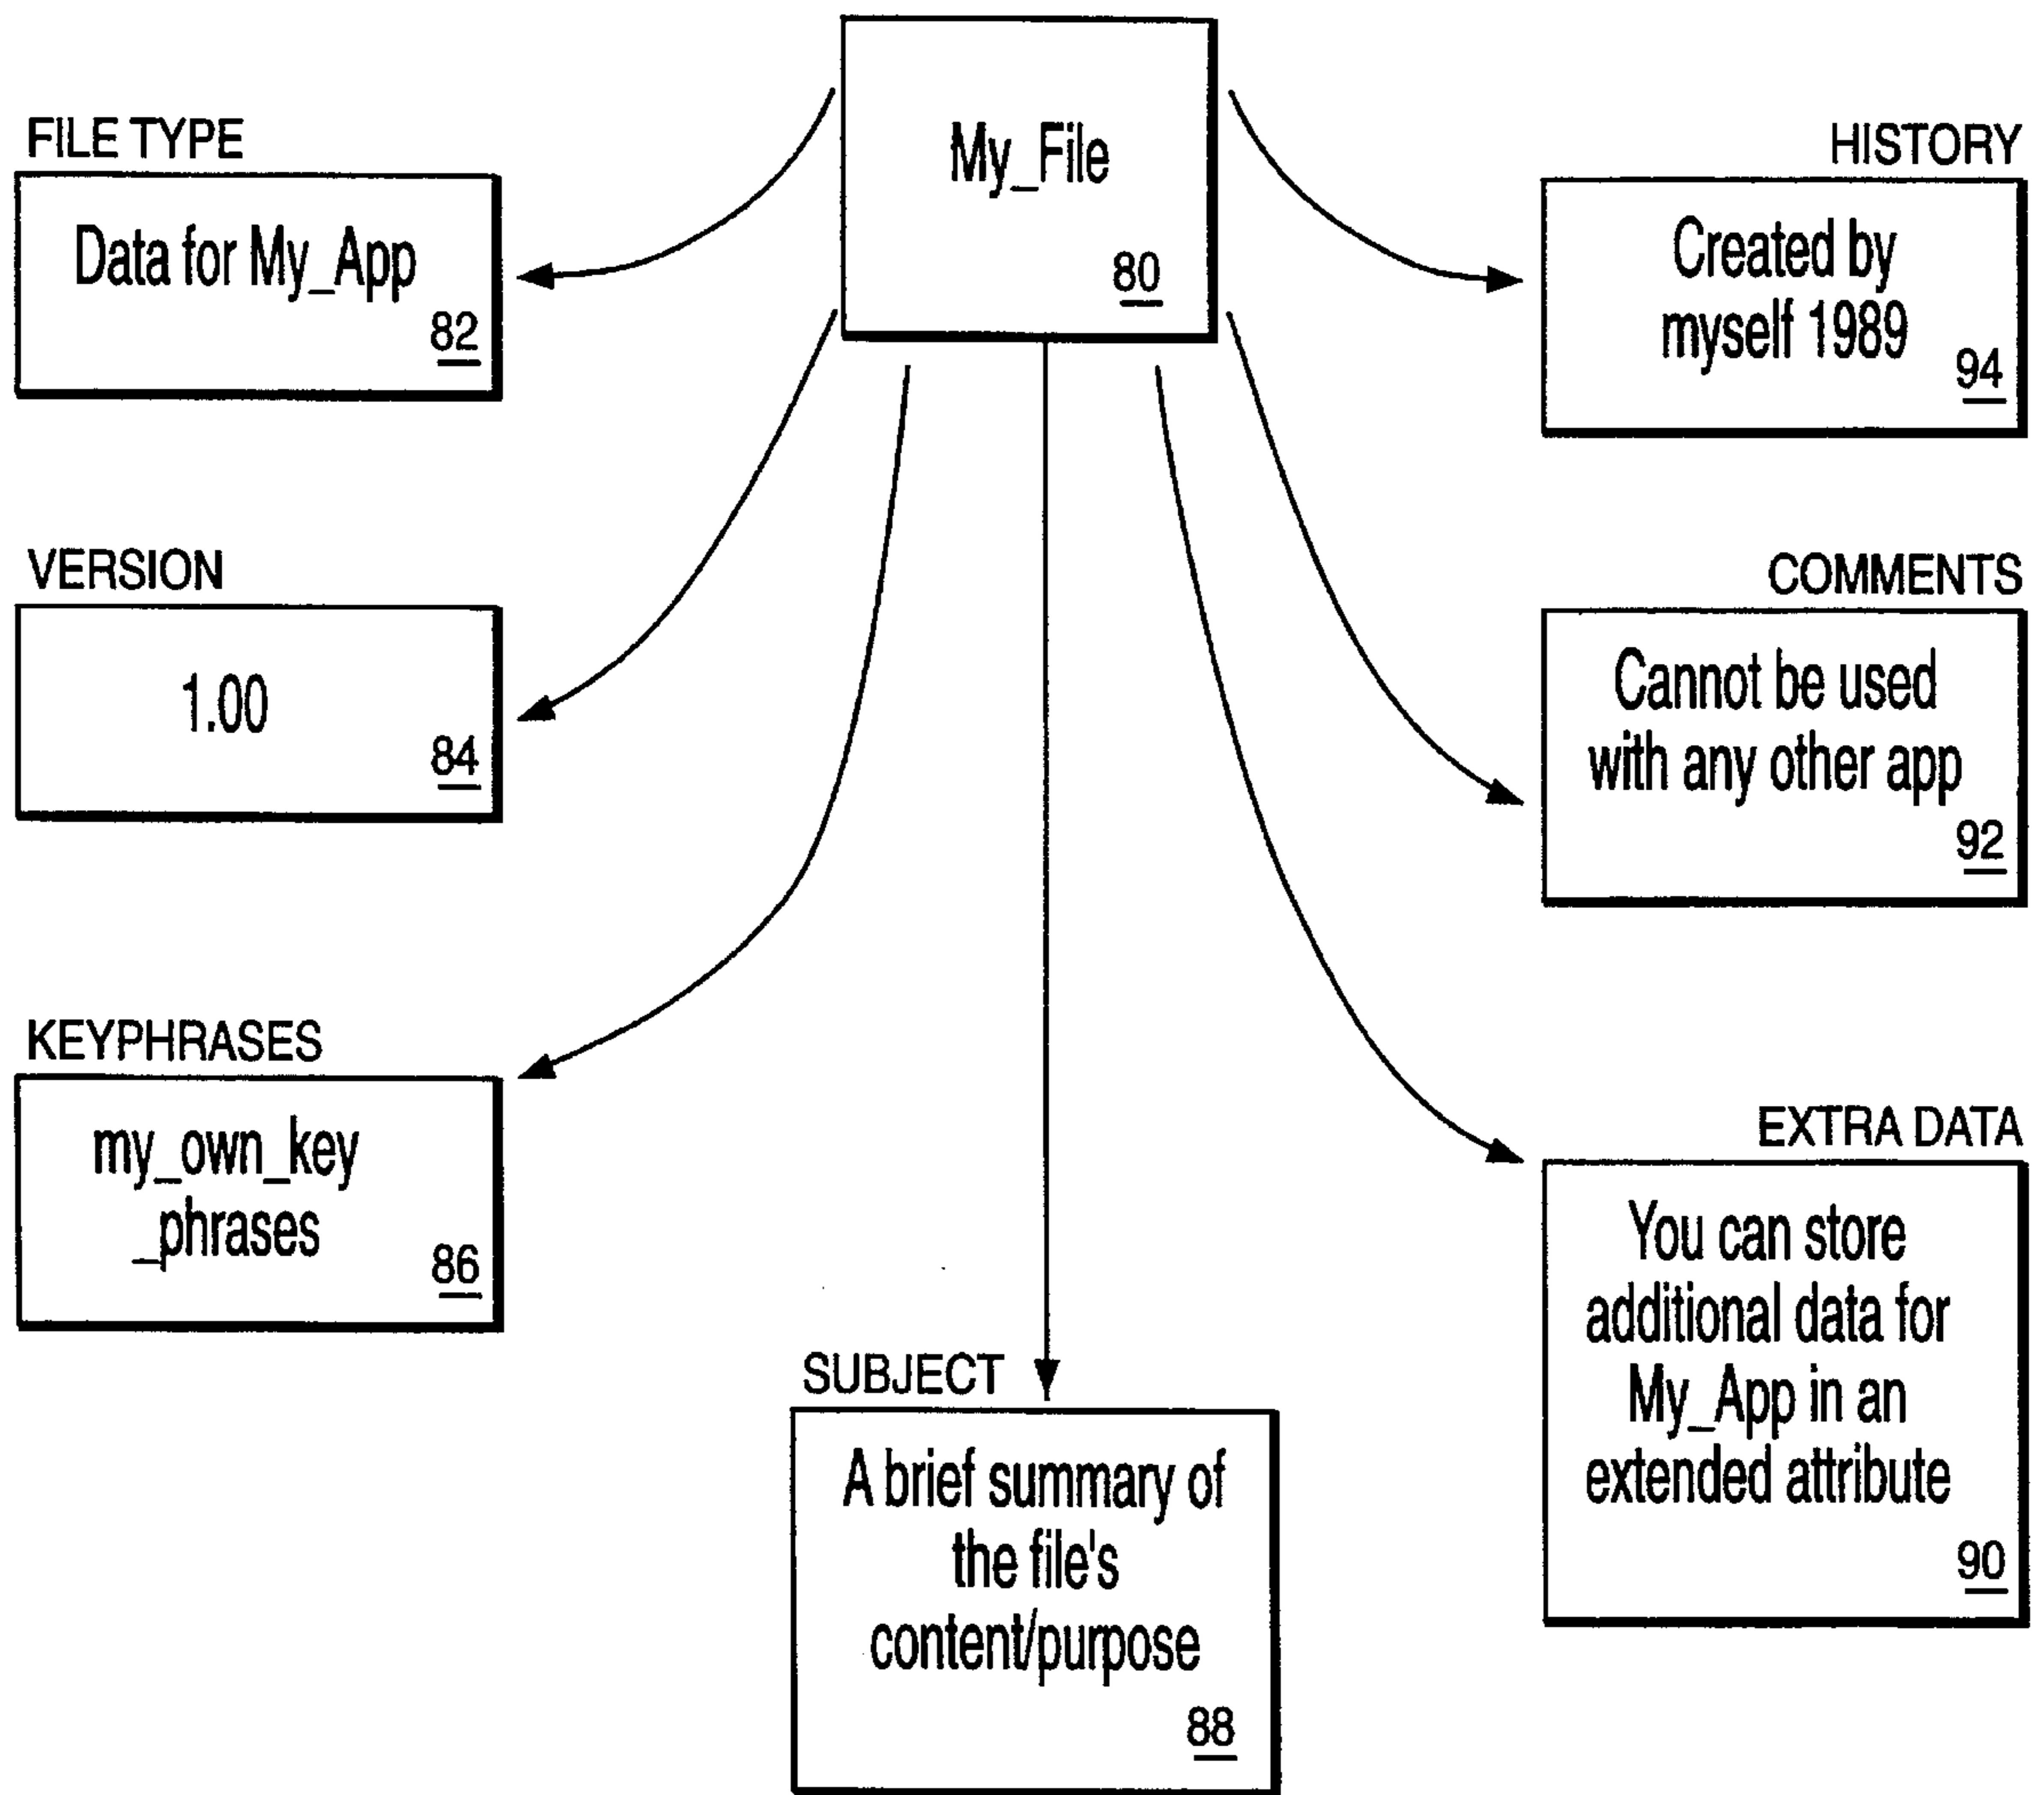 My_File
80
FILE TYPE
Data for My_App
82
VERSION
1.00
84
KEYPHRASES
my_own_key
_phrases
86
SUBJECT
A brief summary of
the file's
content/purpose
88
HISTORY
Created by
myself 1989
94
COMMENTS
Cannot be used
with any other app
92
EXTRA DATA
You can store
additional data for
My_App in an
extended attribute
90